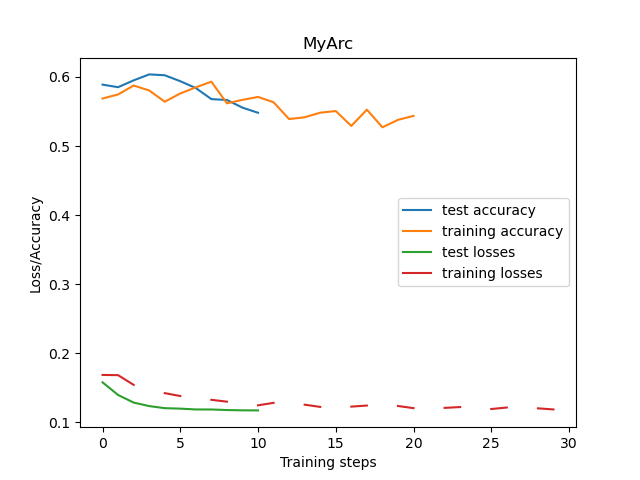 MyArc
Loss/Accuracy
0.6
0.5
0.4
0.3
0.2
0.1
test accuracy
training accuracy
test losses
training losses
0 5 10 15 20 25 30
Training steps